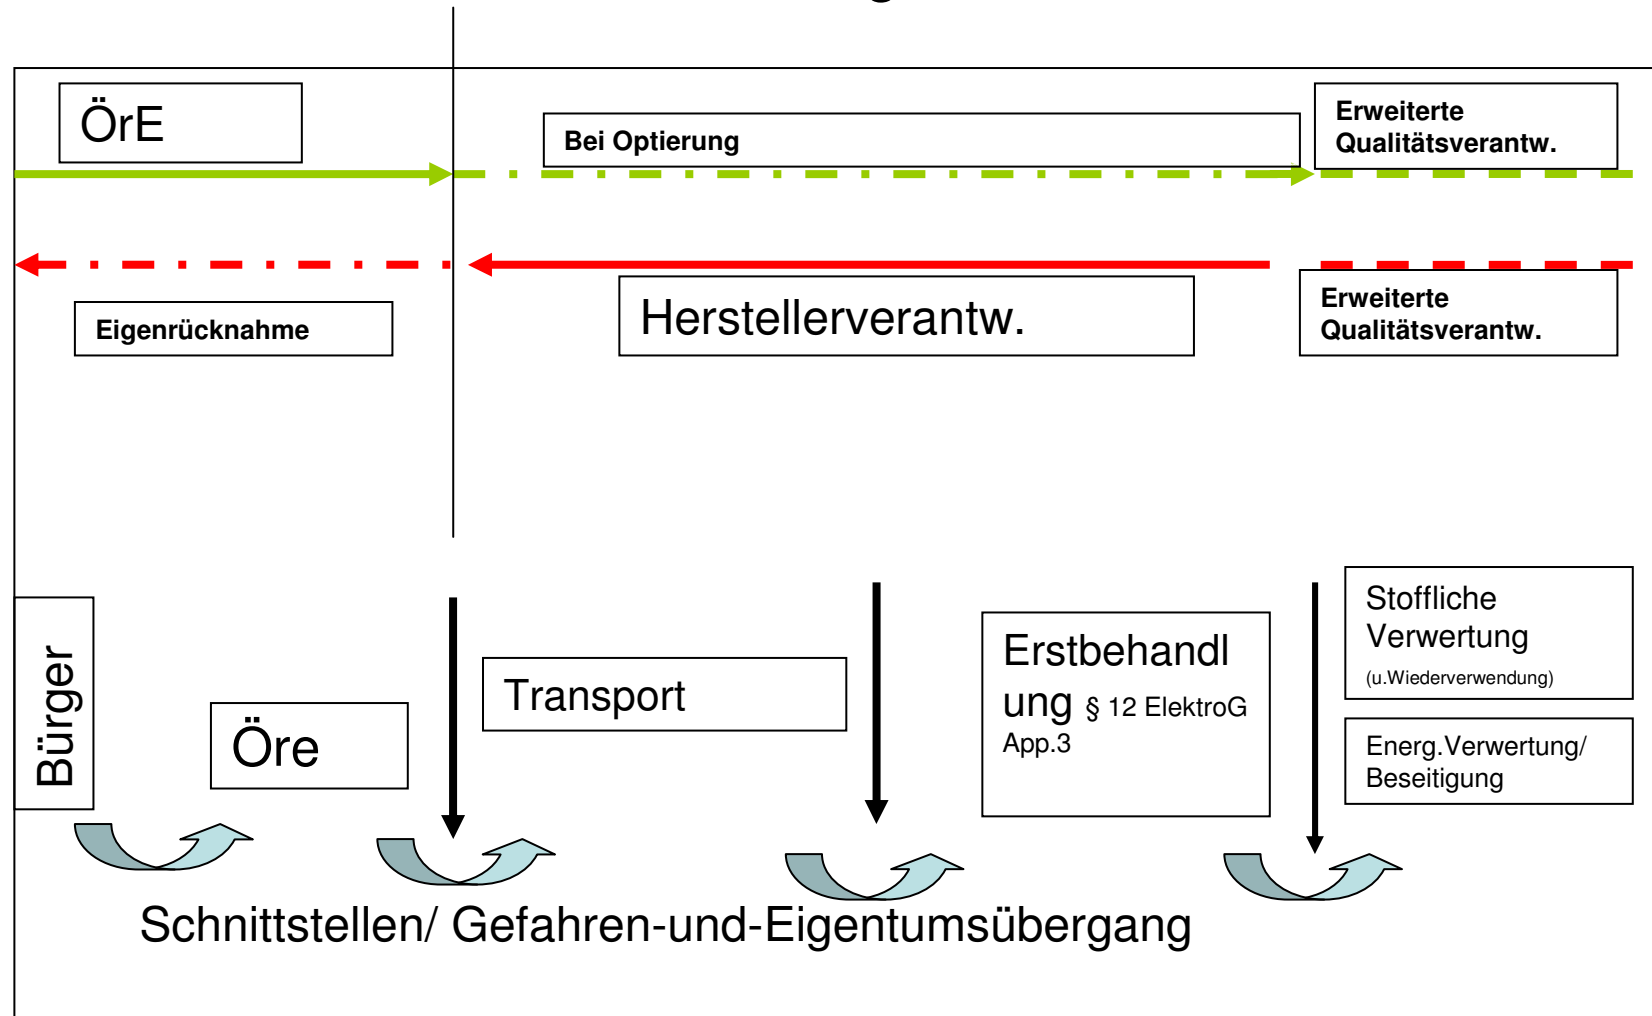 ÖrE
Bei Optierung
Erweiterte
Qualitätsverantw.
Eigenrücknahme
Herstellerverantw.
Erweiterte
Qualitätsverantw.
Bürger
Öre
Transport
Erstbehandl
ung § 12 ElektroG
App.3
Stoffliche
Verwertung
(u.Wiederverwendung)
Energ.Verwertung/
Beseitigung
Schnittstellen/ Gefahren-und-Eigentumsübergang